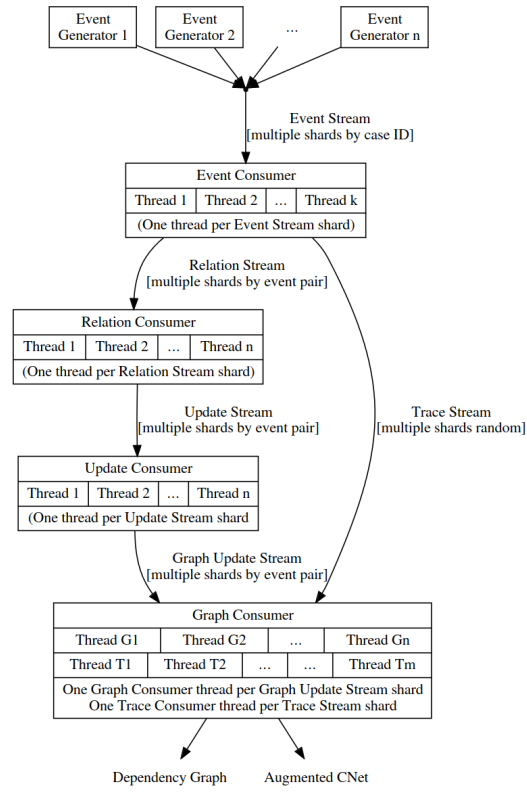 Event
Generator 1
Event
Generator 2
...
Event
Generator n
Event Stream
[multiple shards by case ID]
Event Consumer
Thread 1
Thread 2
...
Thread k
(One thread per Event Stream shard)
Relation Stream
[multiple shards by event pair]
Relation Consumer
Thread 1
Thread 2
...
Thread n
(One thread per Relation Stream shard)
Update Stream
[multiple shards by event pair]
Trace Stream
[multiple shards random]
Update Consumer
Thread 1
Thread 2
...
Thread n
(One thread per Update Stream shard
Graph Update Stream
[multiple shards by event pair]
Graph Consumer
Thread G1
Thread G2
...
Thread Gn
Thread T1
Thread T2
...
...
Thread Tm
One Graph Consumer thread per Graph Update Stream shard
One Trace Consumer thread per Trace Stream shard
Dependency Graph
Augmented CNet